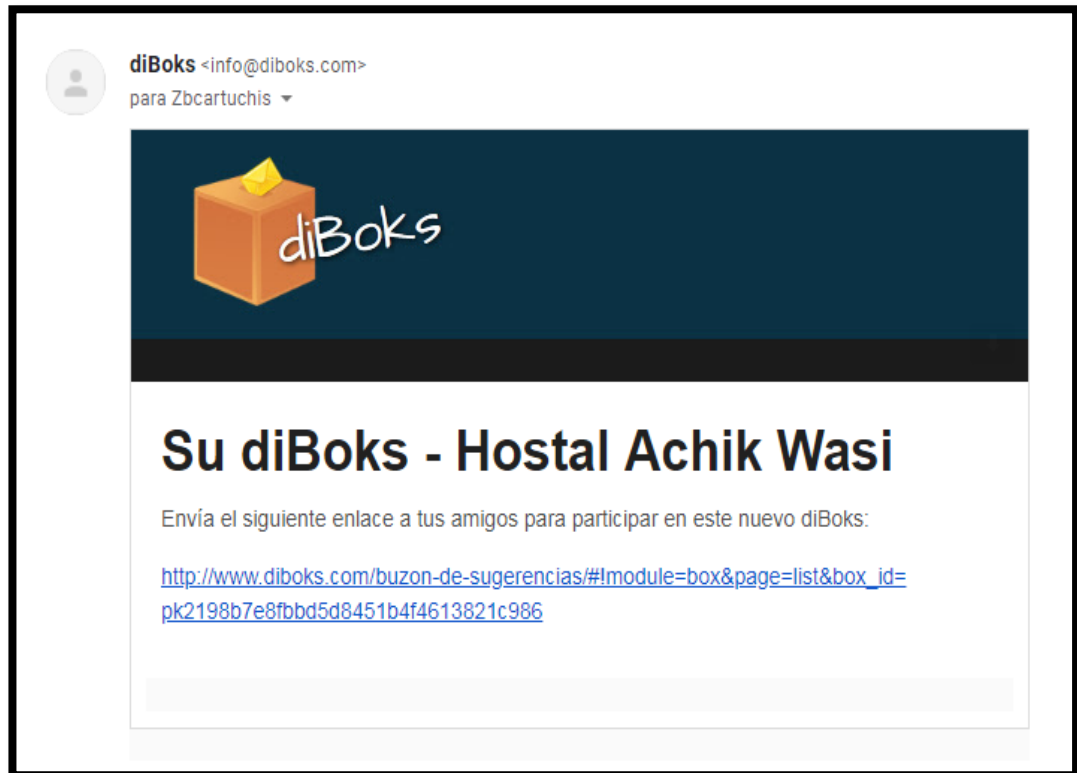 diBoks <info@diboks.com>
para Zbcartuchis
diBoks
Su diBoks - Hostal Achik Wasi
Envía el siguiente enlace a tus amigos para participar en este nuevo diBoks:
http://www.diboks.com/buzon-de-sugerencias/#!module=box&page=list&box_id=
pk2198b7e8fbbd5d8451b4f4613821c986